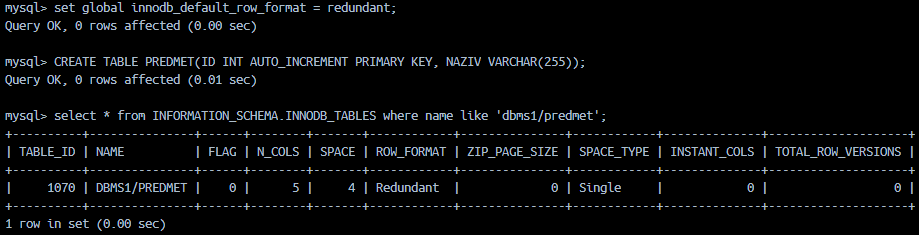 mysql> set global innodb_default_row_format = redundant;
Query OK, 0 rows affected (0.00 sec)
mysql> CREATE TABLE PREDMET(ID INT AUTO_INCREMENT PRIMARY KEY, NAZIV VARCHAR(255));
Query OK, 0 rows affected (0.01 sec)
mysql> select * from INFORMATION_SCHEMA.INNODB_TABLES where name like 'dbms1/predmet';
+----------+---------------+------+--------+-------+------------+---------------+------------+--------------+--------------------+
| TABLE_ID | NAME          | FLAG | N_COLS | SPACE | ROW_FORMAT | ZIP_PAGE_SIZE | SPACE_TYPE | INSTANT_COLS | TOTAL_ROW_VERSIONS |
+----------+---------------+------+--------+-------+------------+---------------+------------+--------------+--------------------+
|     1070 | DBMS1/PREDMET |    0 |      5 |     4 | Redundant  |             0 | Single     |            0 |                  0 |
+----------+---------------+------+--------+-------+------------+---------------+------------+--------------+--------------------+
1 row in set (0.00 sec)